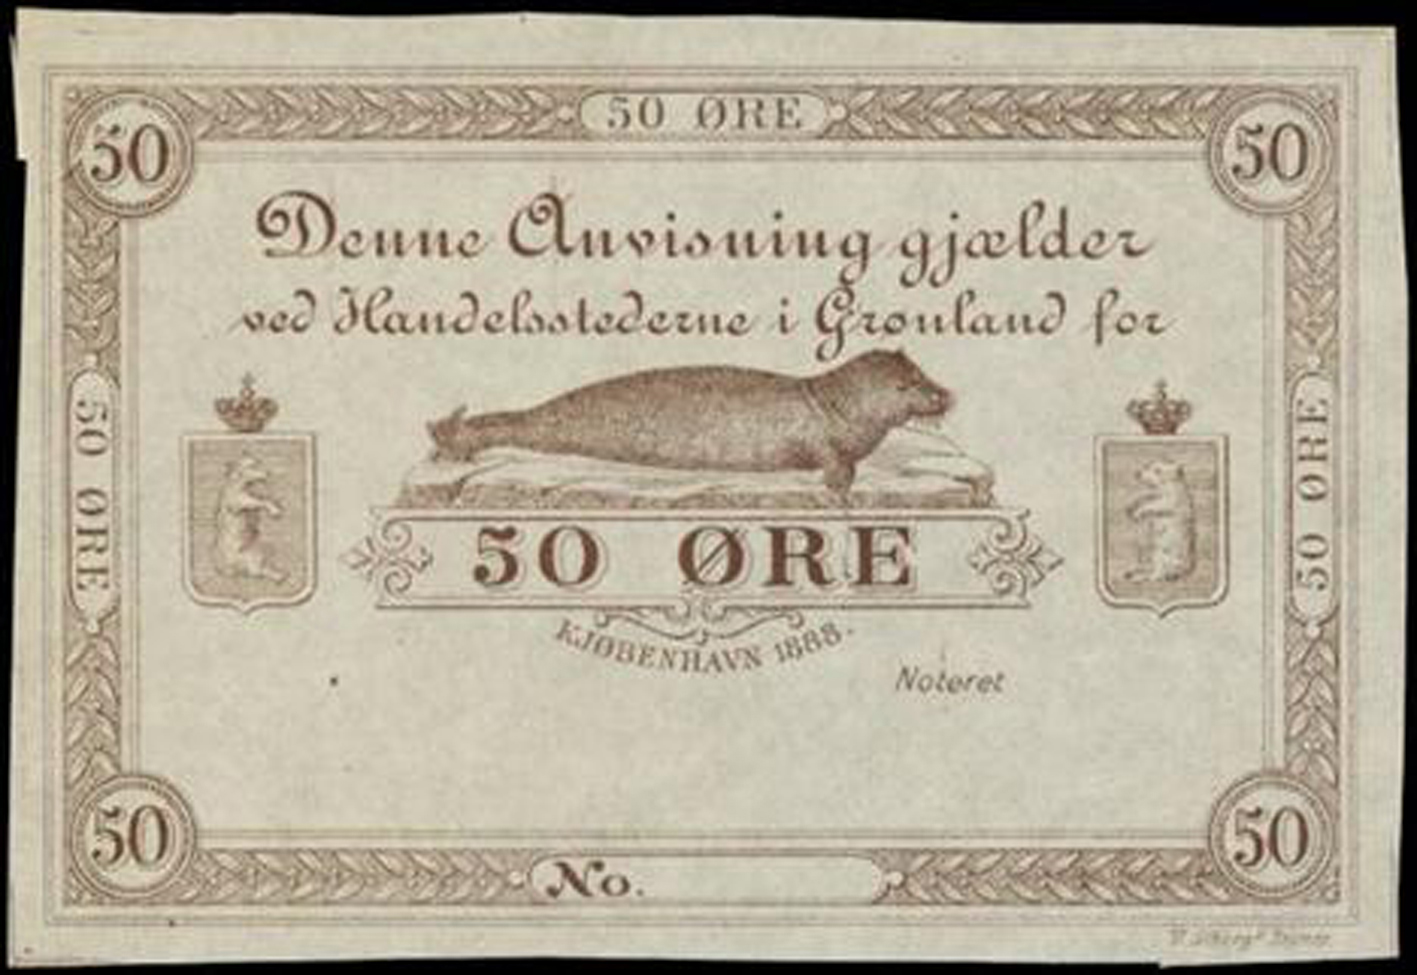 50 ØRE
50 50
Denne Anvisning gjælder
ved Handelsstederne i Grønland for
50 ØRE
50 ØRE
50 ØRE
KJØBENHAVN 1888.
Noteret
50 50
No.